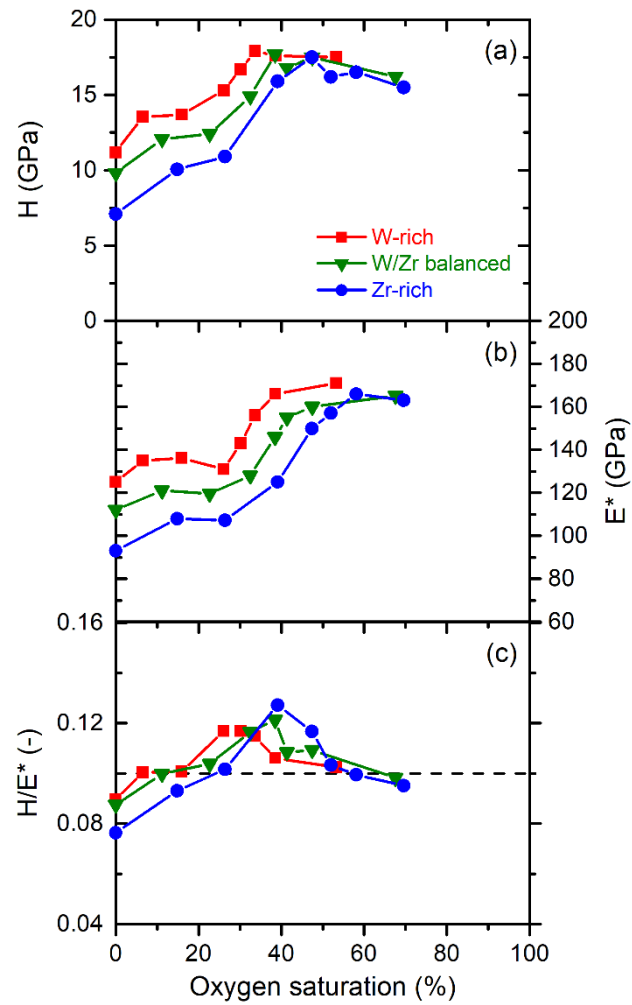 20
(a)
15
H (GPa)
10
W-rich
5
W/Zr balanced
Zr-rich
0
200
(b)
180
160
140
E* (GPa)
120
100
80
0.16
60
(c)
0.12
H/E* (-)
0.08
0.04
0 20 40 60 80 100
Oxygen saturation (%)